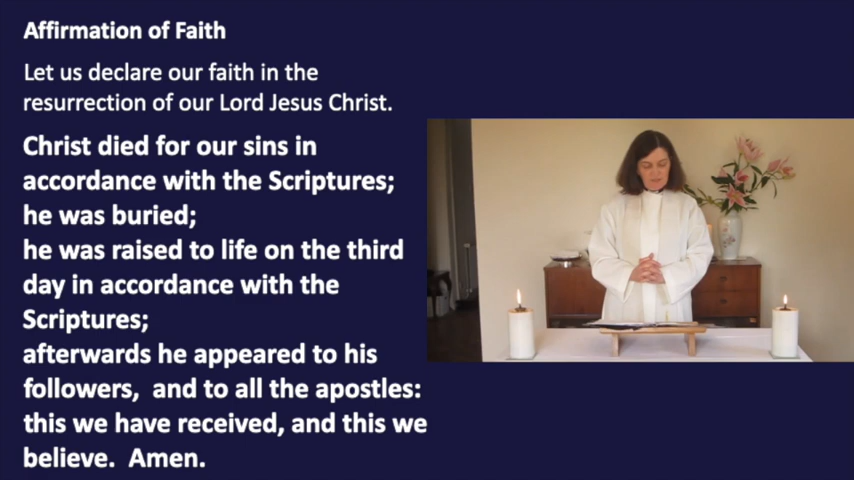 Affirmation of Faith
Let us declare our faith in the
resurrection of our Lord Jesus Christ.
Christ died for our sins in
accordance with the Scriptures;
he was buried;
he was raised to life on the third
day in accordance with the
Scriptures;
afterwards he appeared to his
followers,  and to all the apostles:
this we have received, and this we
believe.  Amen.